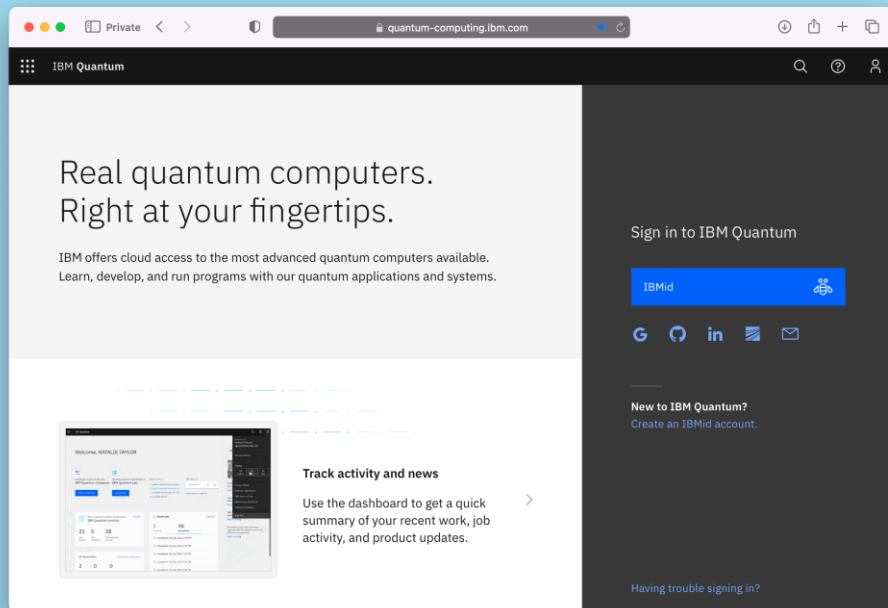 Private
quantum-computing.ibm.com
IBM Quantum
Real quantum computers.
Right at your fingertips.
IBM offers cloud access to the most advanced quantum computers available.
Learn, develop, and run programs with our quantum applications and systems.
Sign in to IBM Quantum
IBMid
New to IBM Quantum?
Create an IBMid account.
Welcome, NATALIE TAYLOR
Track activity and news
Use the dashboard to get a quick
summary of your recent work, job
activity, and product updates.
Having trouble signing in?